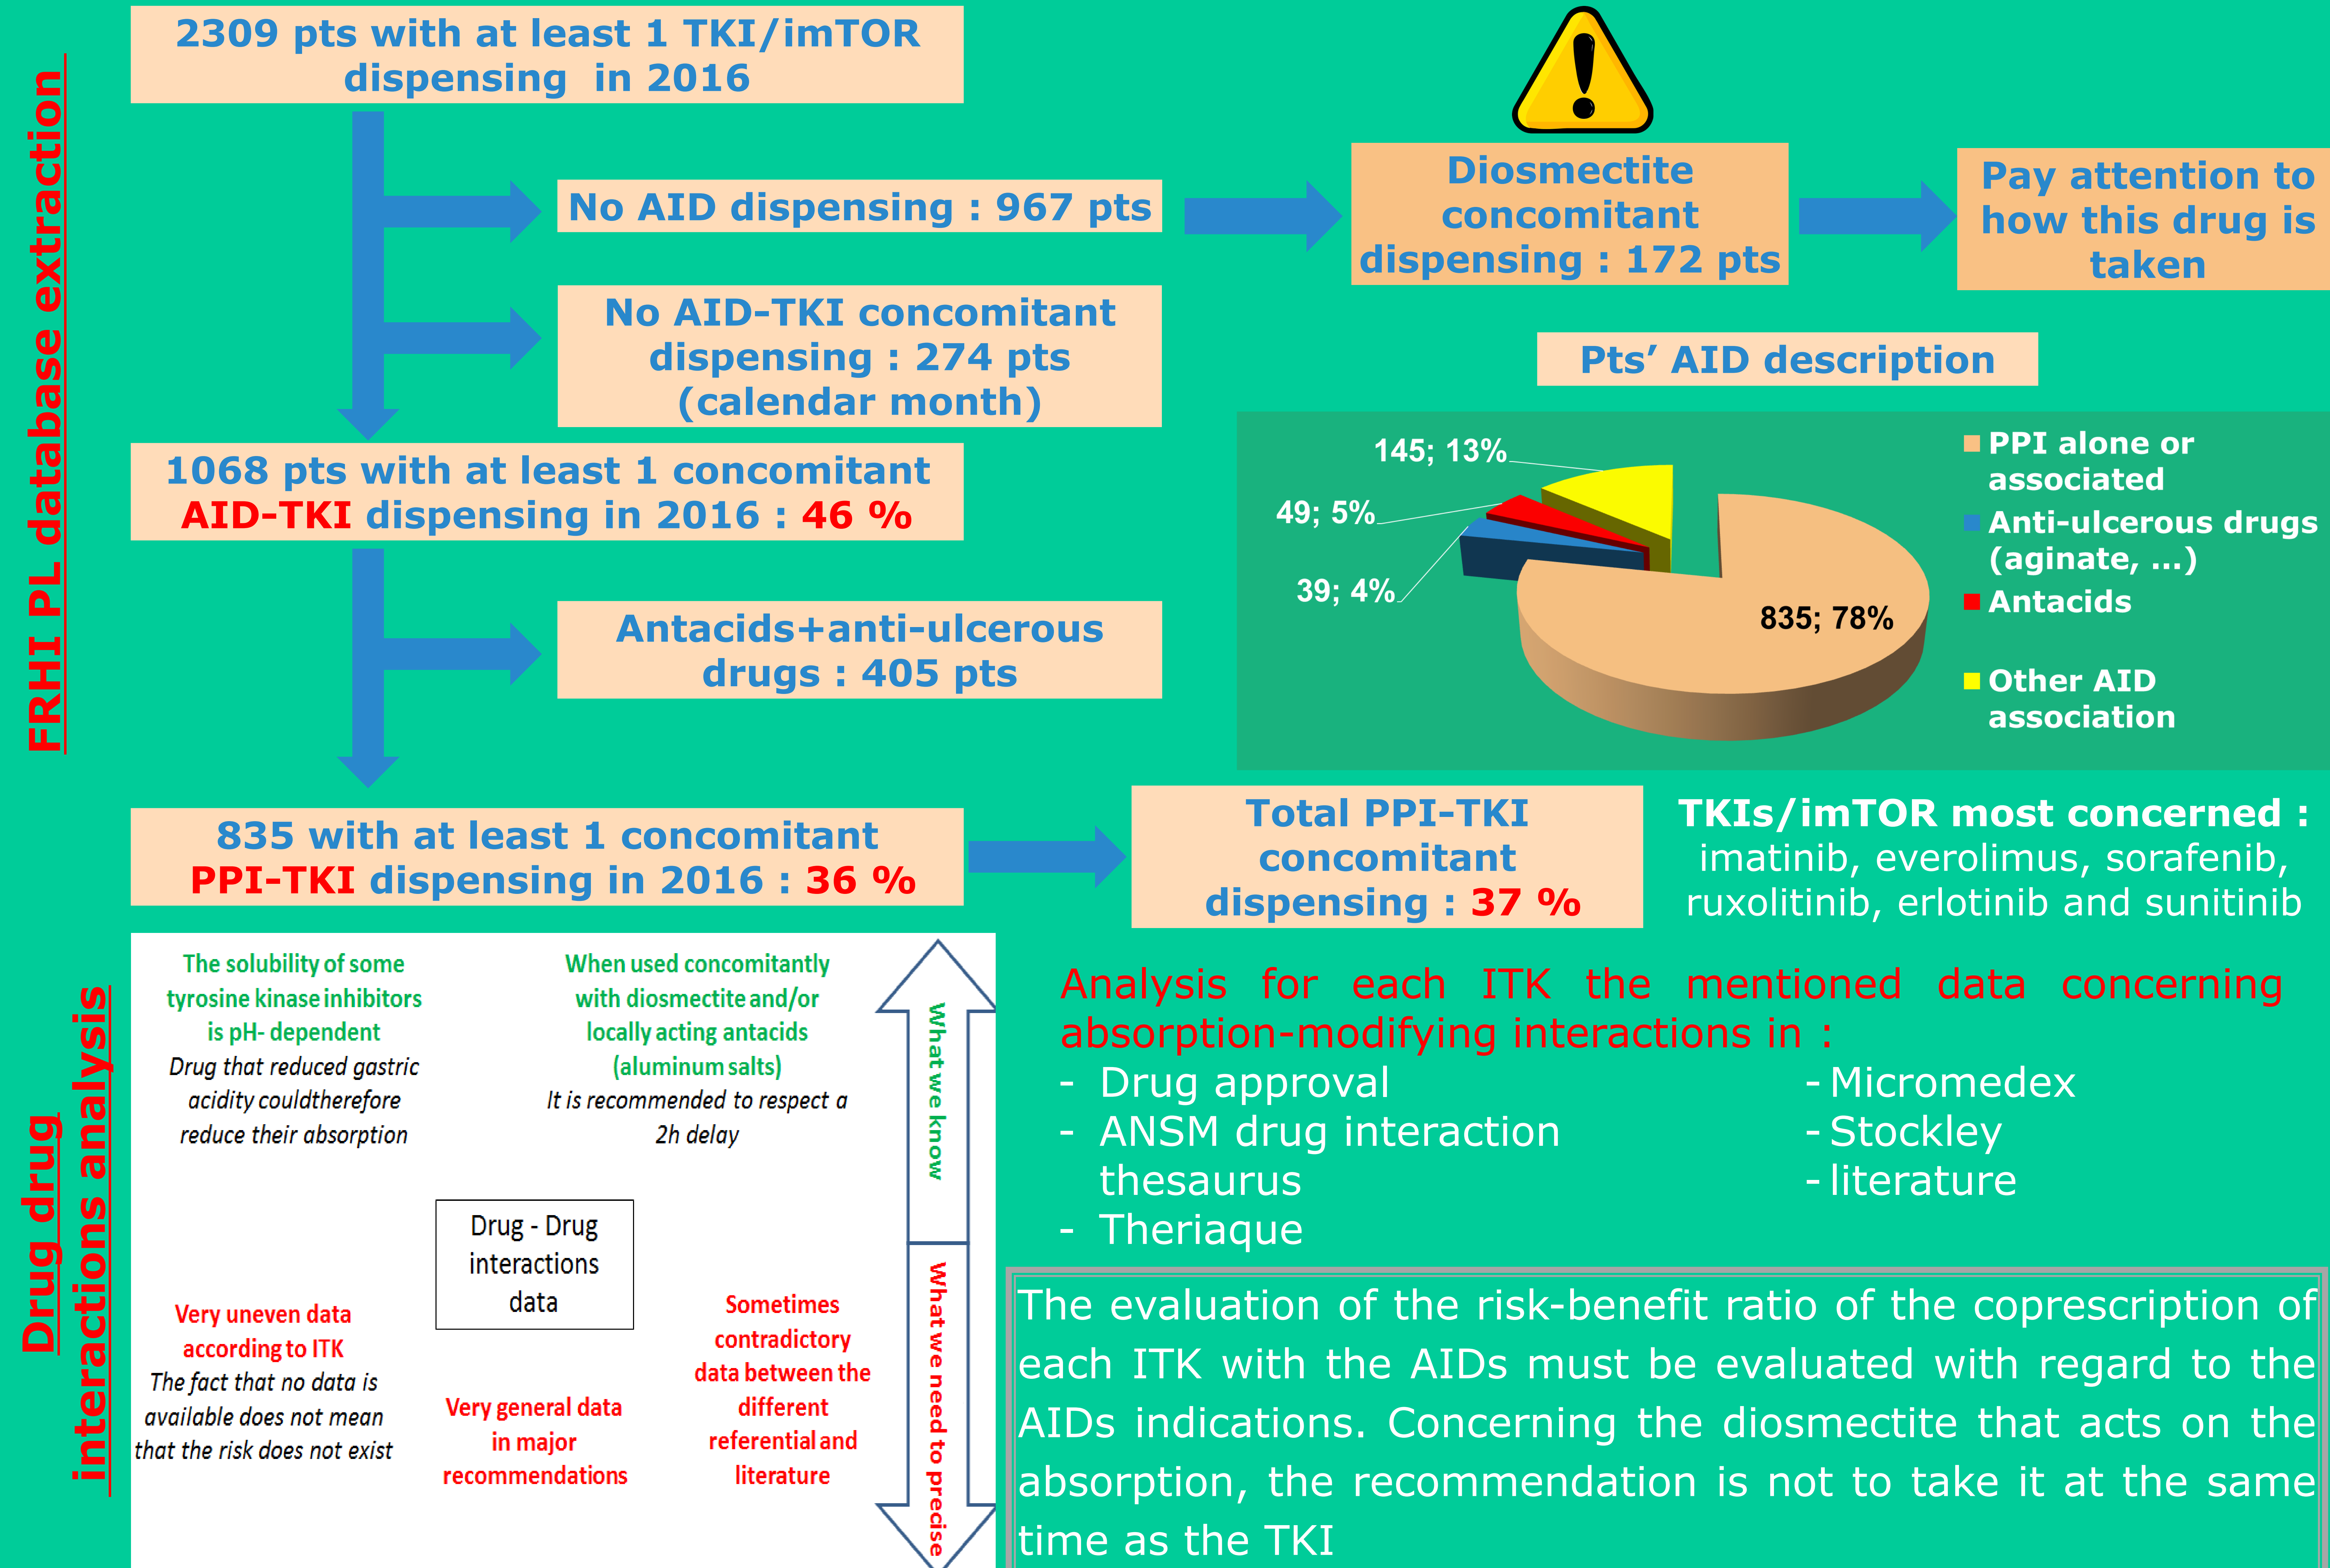 FRHI PL database extraction
2309 pts with at least 1 TKI/imTOR
dispensing in 2016
No AID dispensing : 967 pts
Diosmectite
concomitant
dispensing : 172 pts
Pay attention to
how this drug is
taken
No AID-TKI concomitant
dispensing : 274 pts
(calendar month)
1068 pts with at least 1 concomitant
AID-TKI dispensing in 2016 : 46 %
Antacids+anti-ulcerous
drugs : 405 pts
Pts’ AID description
145; 13%
49; 5%
39; 4%
835; 78%
PPI alone or
associated
Anti-ulcerous drugs
(aginate, ...)
Antacids
Other AID
association
835 with at least 1 concomitant
PPI-TKI dispensing in 2016 : 36 %
Total PPI-TKI
concomitant
dispensing : 37 %
TKIs/imTOR most concerned :
imatinib, everolimus, sorafenib,
ruxolitinib, erlotinib and sunitinib
Drug drug
interactions analysis
The solubility of some
tyrosine kinase inhibitors
is pH- dependent
Drug that reduced gastric
acidity couldtherefore
reduce their absorption
When used concomitantly
with diosmectite and/or
locally acting antacids
(aluminum salts)
It is recommended to respect a
2h delay
What we know
Drug - Drug
interactions
data
Very uneven data
according to ITK
The fact that no data is
available does not mean
that the risk does not exist
Very general data
in major
recommendations
Sometimes
contradictory
data between the
different
referential and
literature
What we need to precise
Analysis for each ITK the mentioned data concerning
absorption-modifying interactions in :
- Drug approval
- ANSM drug interaction
thesaurus
- Theriaque
- Micromedex
- Stockley
- literature
The evaluation of the risk-benefit ratio of the coprescription of
each ITK with the AIDs must be evaluated with regard to the
AIDs indications. Concerning the diosmectite that acts on the
absorption, the recommendation is not to take it at the same
time as the TKI